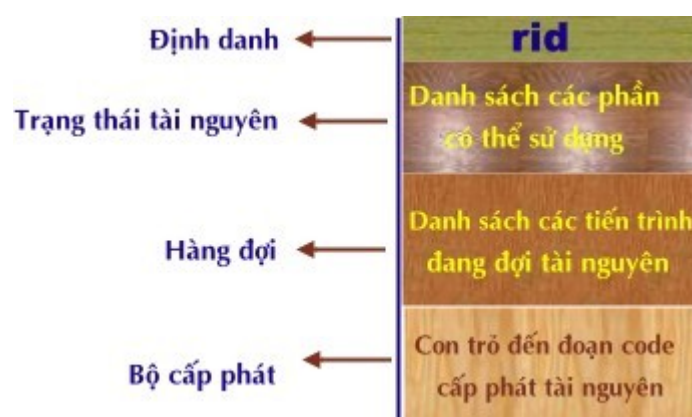 Định danh
rid
Trạng thái tài nguyên
Danh sách các phần
có thể sử dụng
Hàng đợi
Danh sách các tiến trình
đang đợi tài nguyên
Bộ cấp phát
Con trỏ đến đoạn code
cấp phát tài nguyên